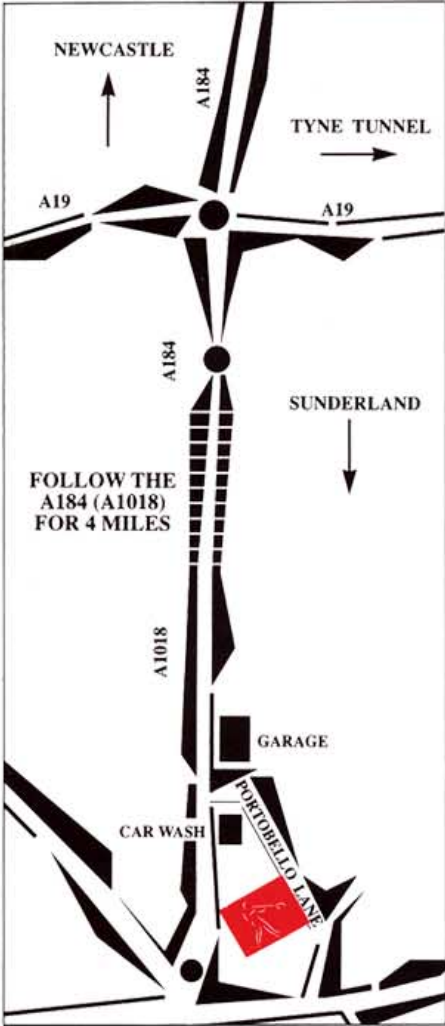 NEWCASTLE
A184
TYNE TUNNEL
A19
A19
A184
SUNDERLAND
FOLLOW THE
A184 (A1018)
FOR 4 MILES
A1018
GARAGE
CAR WASH
PORTOBELLO LANE